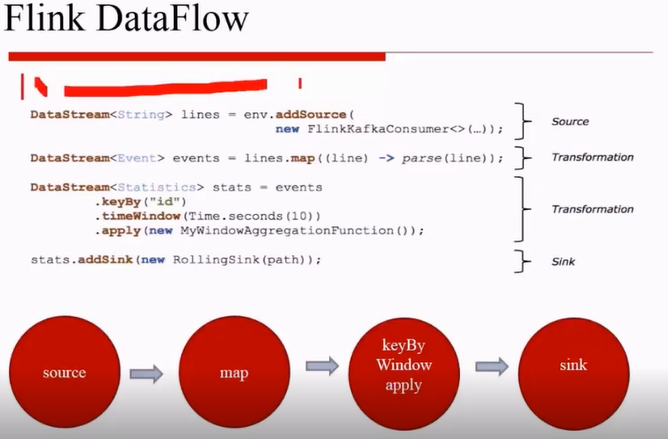 Flink DataFlow
DataStream<String> lines = env.addSource(
new FlinkKafkaConsumer<>(…)); Source
DataStream<Event> events = lines.map((line) -> parse(line)); Transformation
DataStream<Statistics> stats = events
.keyBy("id")
.timeWindow(Time.seconds(10)) Transformation
.apply(new MyWindowAggregationFunction());
stats.addSink(new RollingSink(path)); Sink
source
map
keyBy
Window
apply
sink